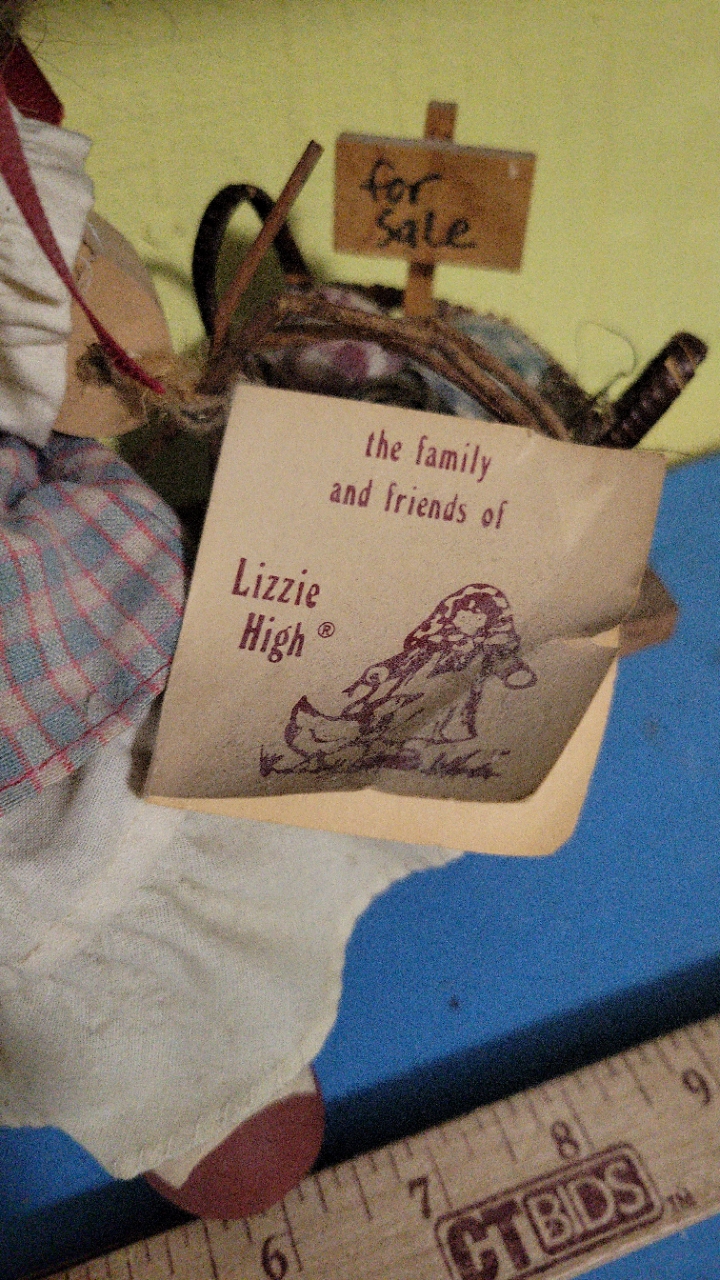 for
sale
the family
and friends of
Lizzie
High®
6 7 8 9
CTBIDS™